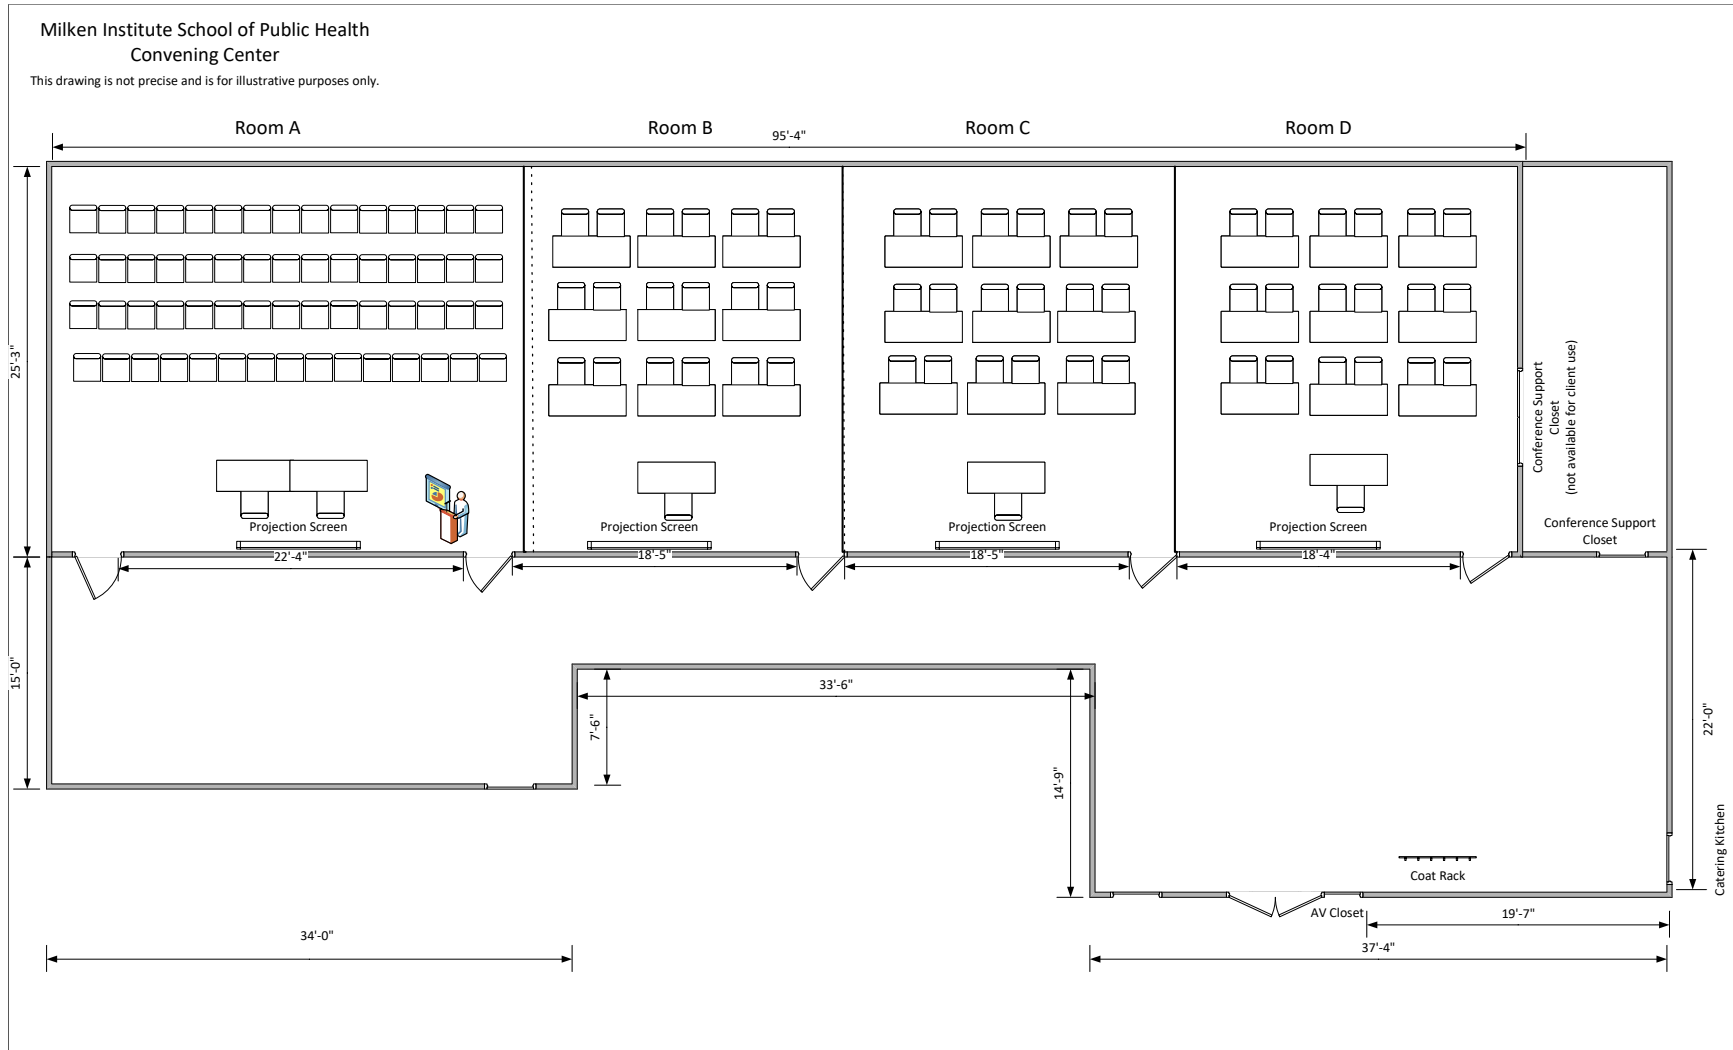 Milken Institute School of Public Health
Convening Center
This drawing is not precise and is for illustrative purposes only.
Room A
Room B
Room C
Room D
95'-4"
25'-3"
Projection Screen
Projection Screen
Projection Screen
Projection Screen
Conference Support
Closet
(not available for client use)
Conference Support
Closet
22'-4"
18'-5"
18'-5"
18'-4"
15'-0"
33'-6"
7'-6"
14'-9"
22'-0"
Catering Kitchen
Coat Rack
AV Closet
19'-7"
34'-0"
37'-4"